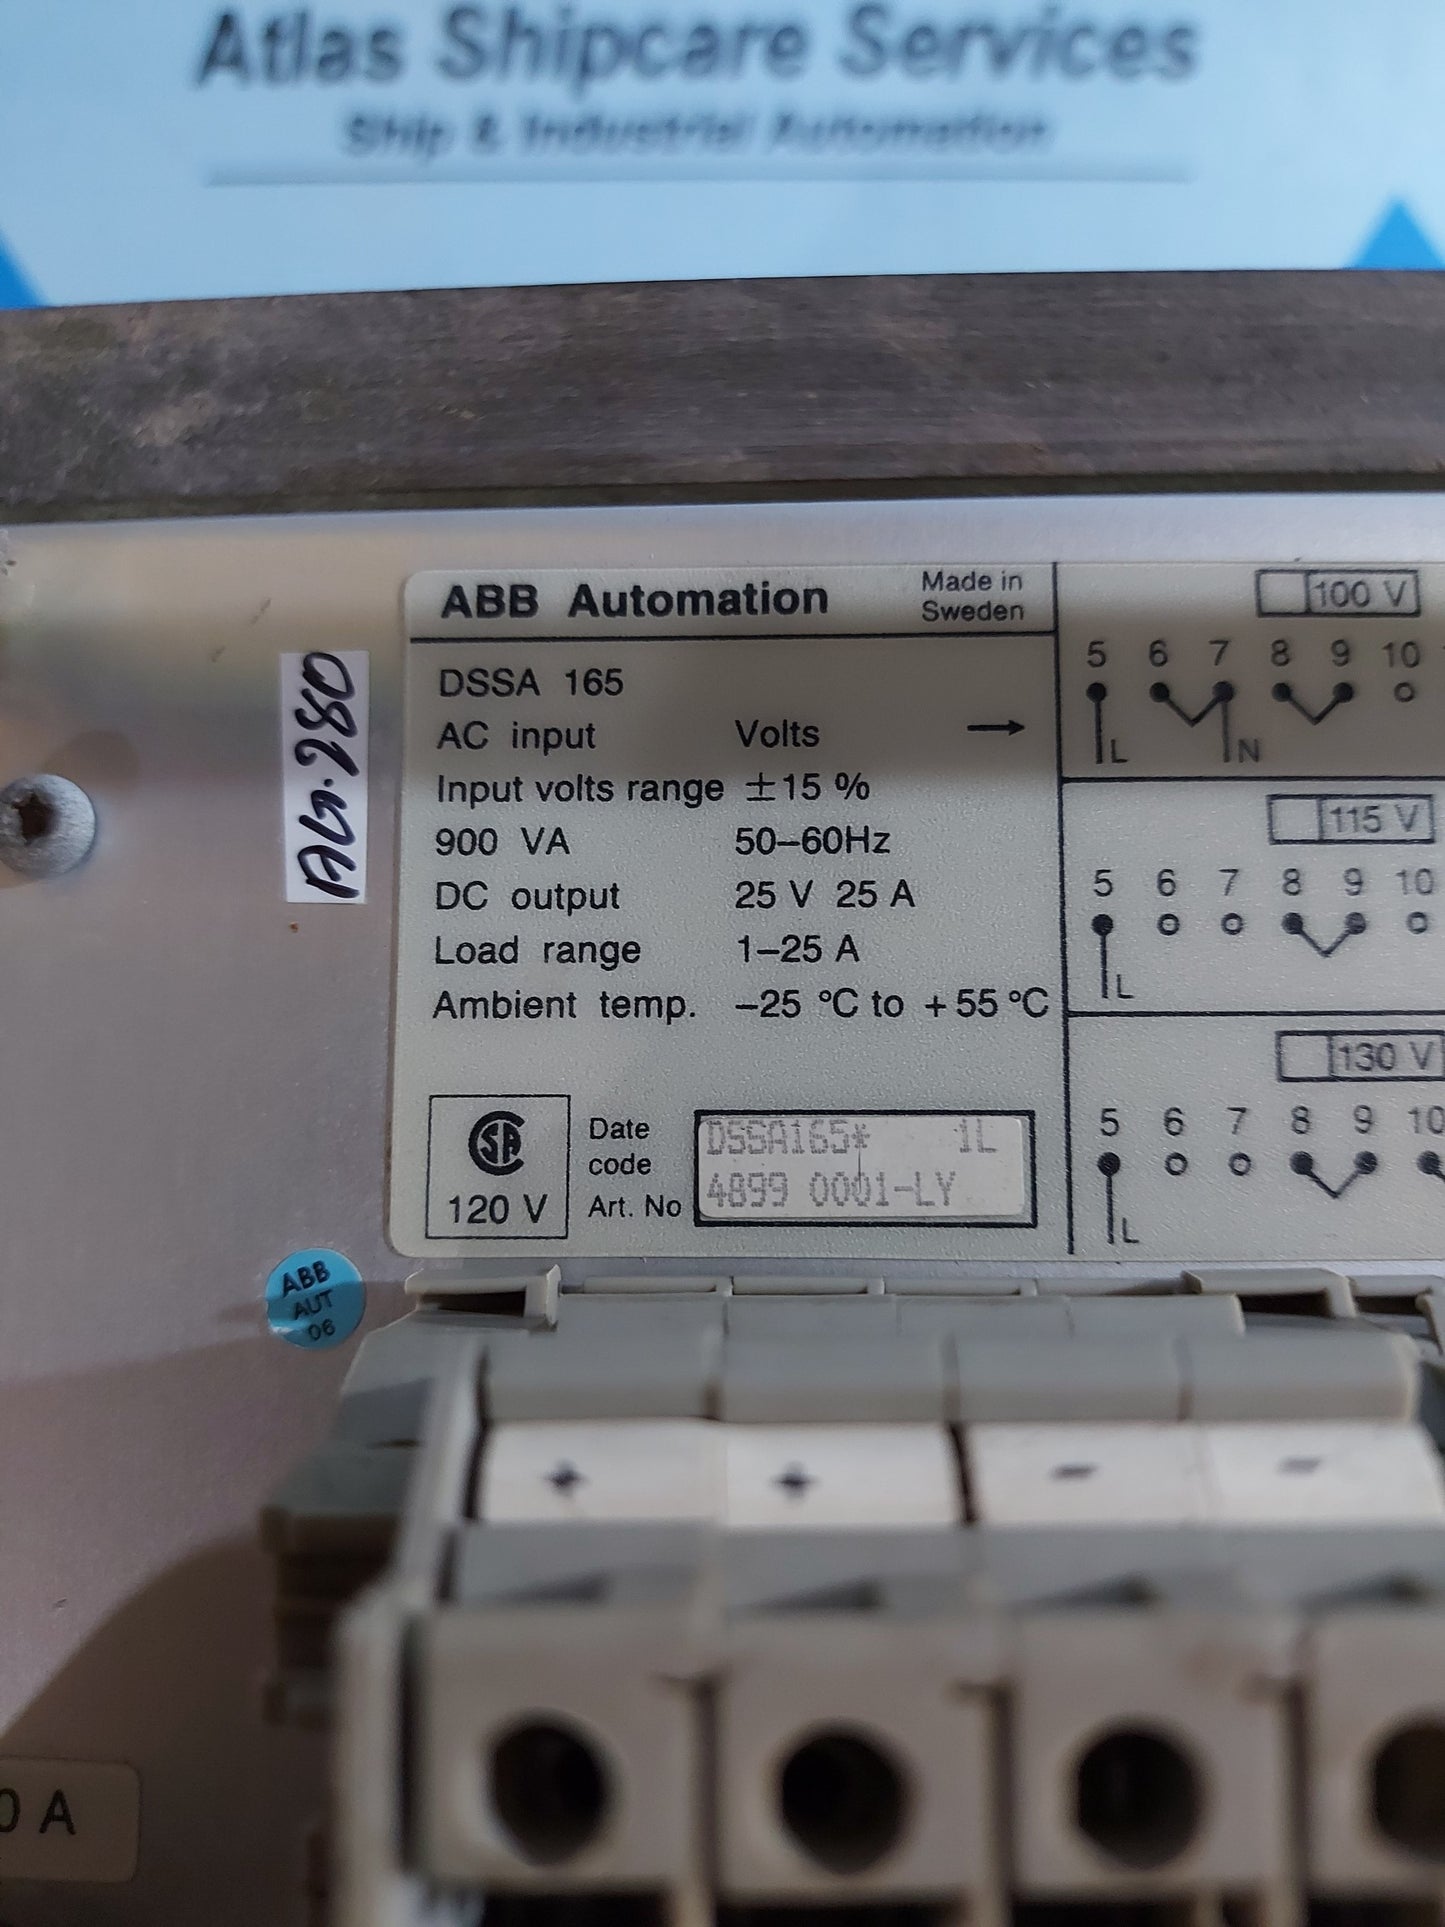 Atlas Shipcare Services
Ship & Industrial Automation
ABB Automation
Made in
Sweden
DSSA 165
AC input Volts →
Input volts range ±15 %
900 VA 50–60Hz
DC output 25 V 25 A
Load range 1–25 A
Ambient temp. –25 °C to +55 °C
CSA
120 V
Date
code
Art. No
DSSA165* 1L
4899 0001-LY
100 V
5 6 7 8 9 10
L N
115 V
5 6 7 8 9 10
L
130 V
5 6 7 8 9 10
L
AG.280
ABB
AUT
06
+ + - -
0 A